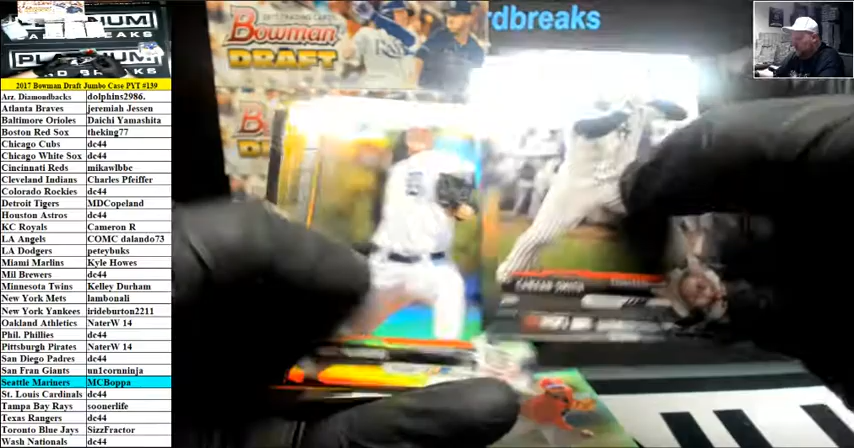 PLATINUM
BREAKS
PLATINUM
BREAKS
2017 Bowman Draft Jumbo Case PYT #139
Arz. Diamondbacks dolphins2986.
Atlanta Braves jeremiah Jessen
Baltimore Orioles Daichi Yamashita
Boston Red Sox theking77
Chicago Cubs dc44
Chicago White Sox dc44
Cincinnati Reds mikawlbbc
Cleveland Indians Charles Pfeiffer
Colorado Rockies dc44
Detroit Tigers MDCopeland
Houston Astros dc44
KC Royals Cameron R
LA Angels COMC dalando73
LA Dodgers peteybuks
Miami Marlins Kyle Howes
Mil Brewers dc44
Minnesota Twins Kelley Durham
New York Mets lambonali
New York Yankees irideburton2211
Oakland Athletics NaterW 14
Phil. Phillies dc44
Pittsburgh Pirates NaterW 14
San Diego Padres dc44
San Fran Giants un1cornninja
Seattle Mariners MCBoppa
St. Louis Cardinals dc44
Tampa Bay Rays soonerlife
Texas Rangers dc44
Toronto Blue Jays SizzFractor
Wash Nationals dc44
Bowman
DRAFT
rdbreaks